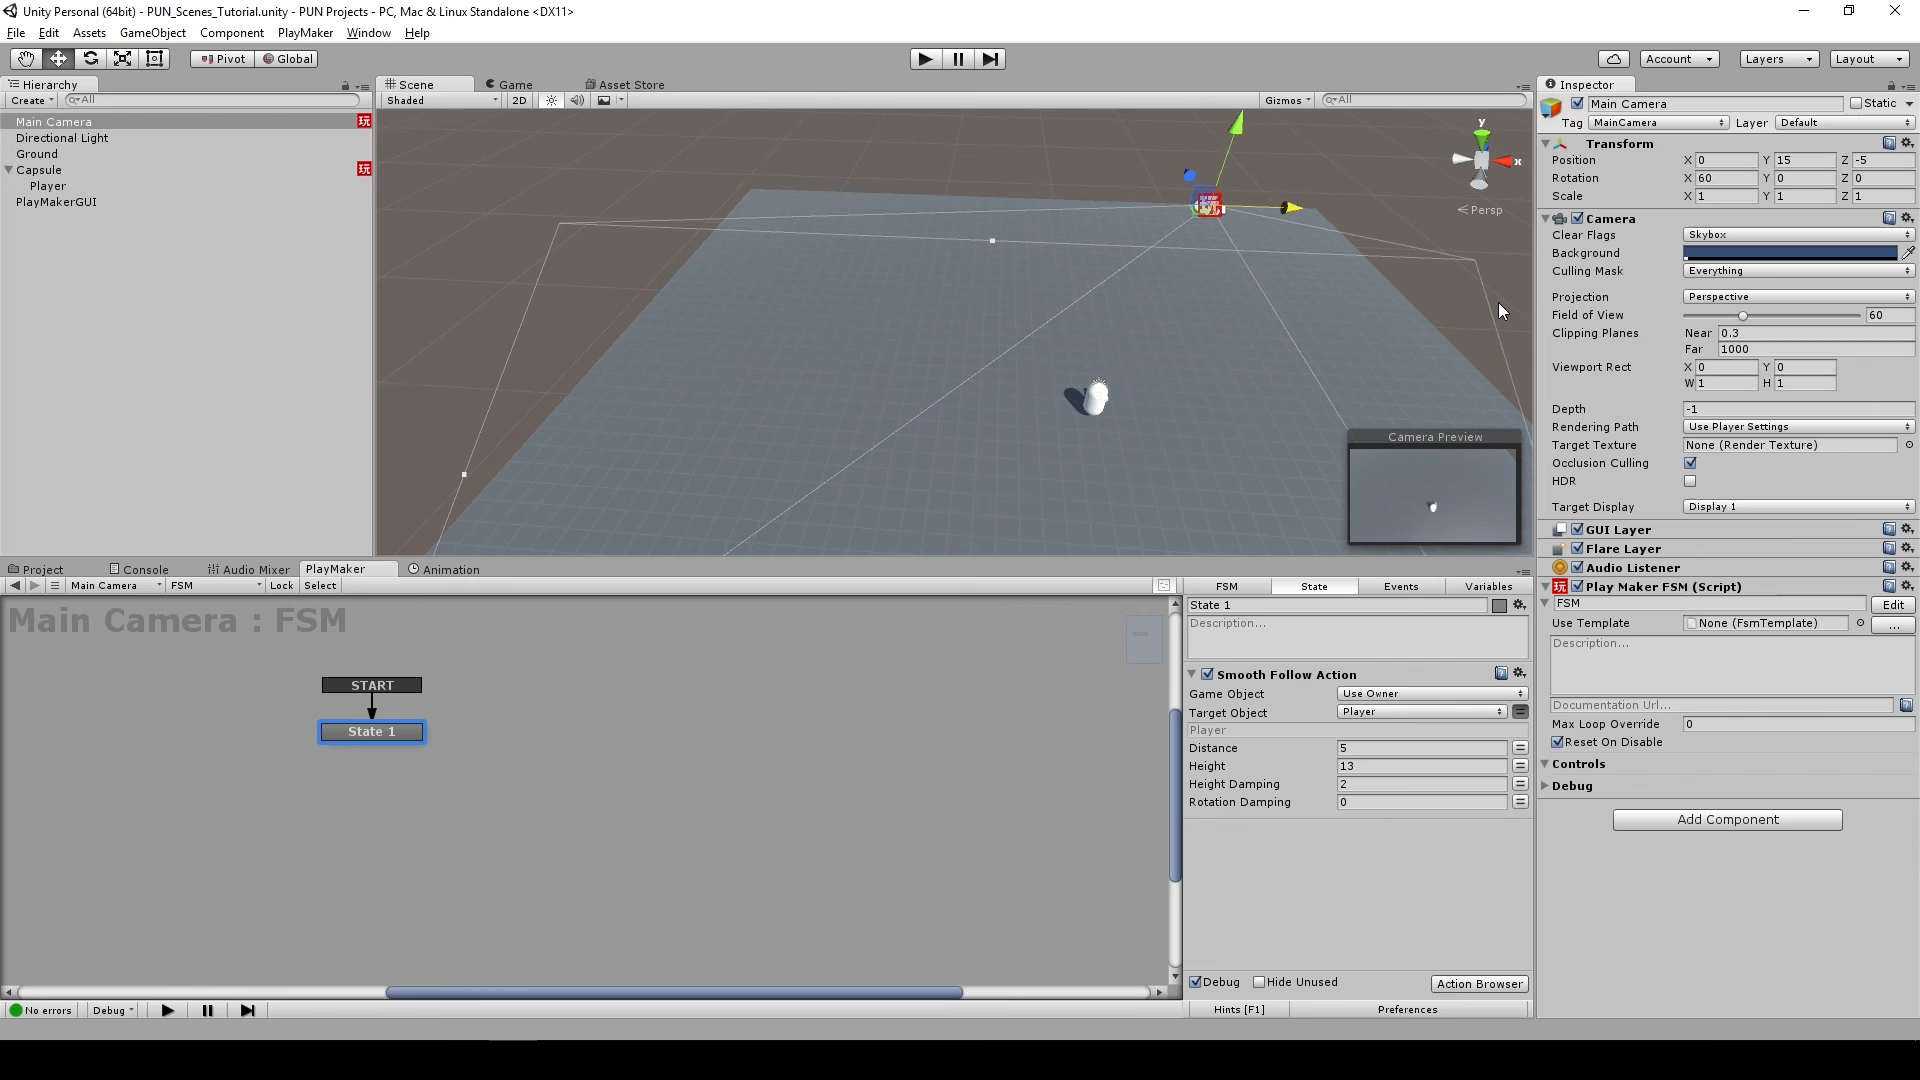 Unity Personal (64bit) - PUN_Scenes_Tutorial.unity - PUN Projects - PC, Mac & Linux Standalone <DX11>
File Edit Assets GameObject Component PlayMaker Window Help
Pivot Global Account Layers Layout
Hierarchy
Create All
Main Camera 玩
Directional Light
Ground
Capsule 玩
Player
PlayMakerGUI
Scene Game Asset Store
Shaded 2D Gizmos All
y
x
Persp
Camera Preview
Inspector
Main Camera Static
Tag MainCamera Layer Default
Transform
Position X 0 Y 15 Z -5
Rotation X 60 Y 0 Z 0
Scale X 1 Y 1 Z 1
Camera
Clear Flags Skybox
Background
Culling Mask Everything
Projection Perspective
Field of View 60
Clipping Planes Near 0.3
Far 1000
Viewport Rect X 0 Y 0
W 1 H 1
Depth -1
Rendering Path Use Player Settings
Target Texture None (Render Texture)
Occlusion Culling
HDR
Target Display Display 1
GUI Layer
Flare Layer
Audio Listener
玩 Play Maker FSM (Script)
FSM Edit
Use Template None (FsmTemplate) ...
Description...
Documentation Url...
Max Loop Override 0
Reset On Disable
Controls
Debug
Add Component
Project Console Audio Mixer PlayMaker Animation
Main Camera FSM Lock Select
Main Camera : FSM
START
State 1
FSM State Events Variables
State 1
Description...
Smooth Follow Action
Game Object Use Owner
Target Object Player
Player
Distance 5
Height 13
Height Damping 2
Rotation Damping 0
Debug Hide Unused Action Browser
No errors Debug
Hints [F1] Preferences